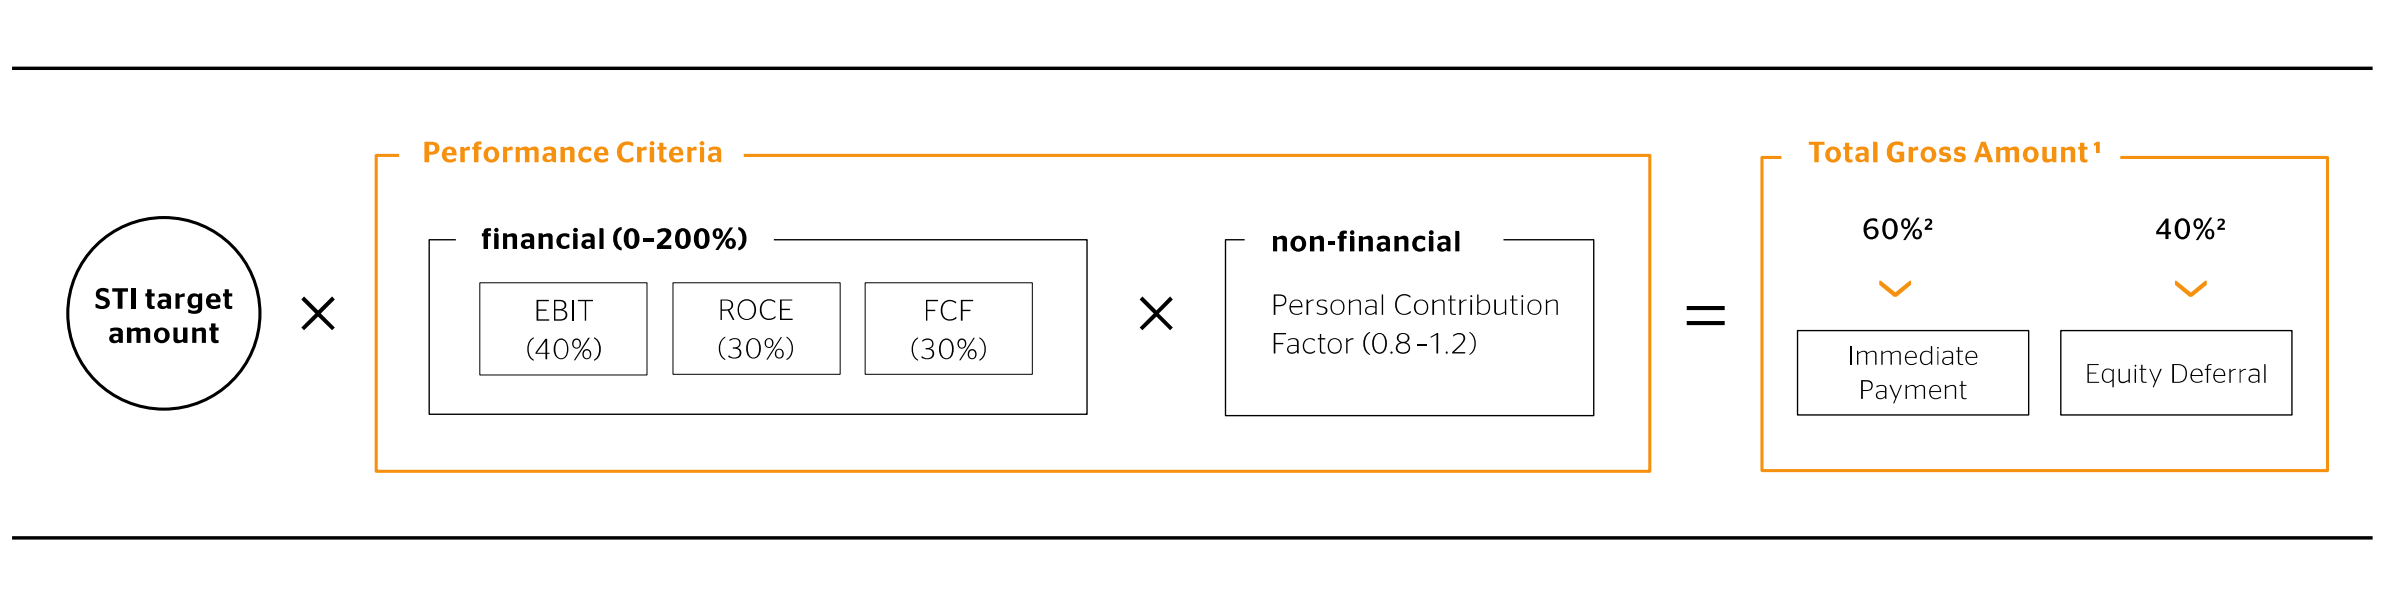 Performance Criteria
Total Gross Amount¹
STI target
amount
×
financial (0–200%)
EBIT
(40%)
ROCE
(30%)
FCF
(30%)
×
non-financial
Personal Contribution
Factor (0.8–1.2)
=
60%²
40%²
Immediate
Payment
Equity Deferral